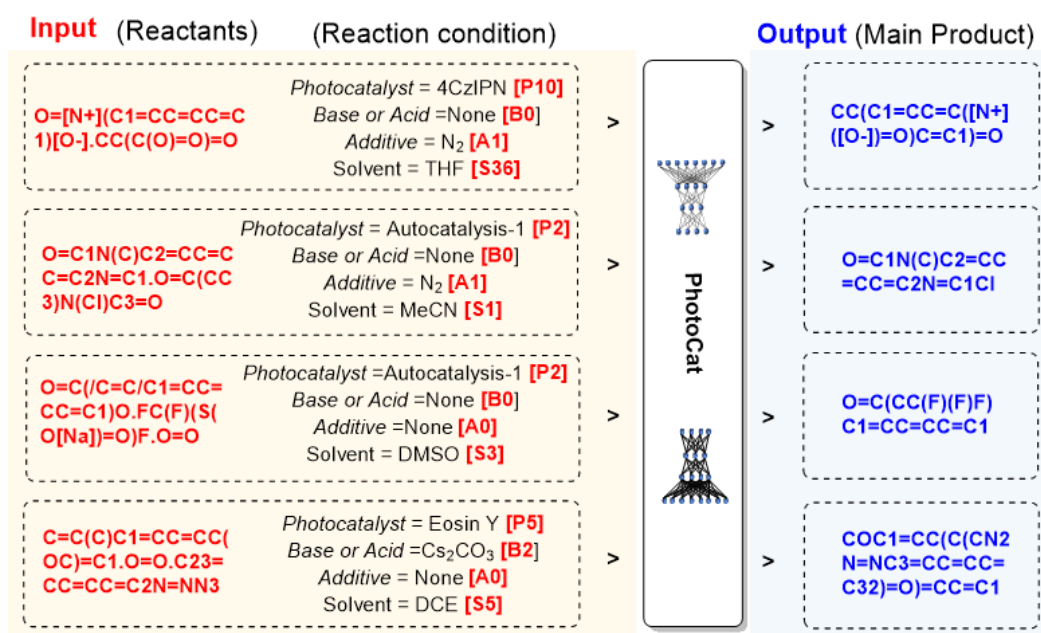 Input (Reactants) (Reaction condition) Output (Main Product)
O=[N+](C1=CC=CC=C
1)[O-].CC(C(O)=O)=O
Photocatalyst = 4CzIPN [P10]
Base or Acid =None [B0]
Additive = N2 [A1]
Solvent = THF [S36]
>
>
CC(C1=CC=C([N+]
([O-])=O)C=C1)=O
O=C1N(C)C2=CC=C
C=C2N=C1.O=C(CC
3)N(Cl)C3=O
Photocatalyst = Autocatalysis-1 [P2]
Base or Acid =None [B0]
Additive = N2 [A1]
Solvent = MeCN [S1]
>
>
O=C1N(C)C2=CC
=CC=C2N=C1Cl
PhotoCat
O=C(/C=C/C1=CC=
CC=C1)O.FC(F)(S(
O[Na])=O)F.O=O
Photocatalyst =Autocatalysis-1 [P2]
Base or Acid =None [B0]
Additive =None [A0]
Solvent = DMSO [S3]
>
>
O=C(CC(F)(F)F)
C1=CC=CC=C1
C=C(C)C1=CC=CC(
OC)=C1.O=O.C23=
CC=CC=C2N=NN3
Photocatalyst = Eosin Y [P5]
Base or Acid =Cs2CO3 [B2]
Additive = None [A0]
Solvent = DCE [S5]
>
>
COC1=CC(C(CN2
N=NC3=CC=CC=
C32)=O)=CC=C1